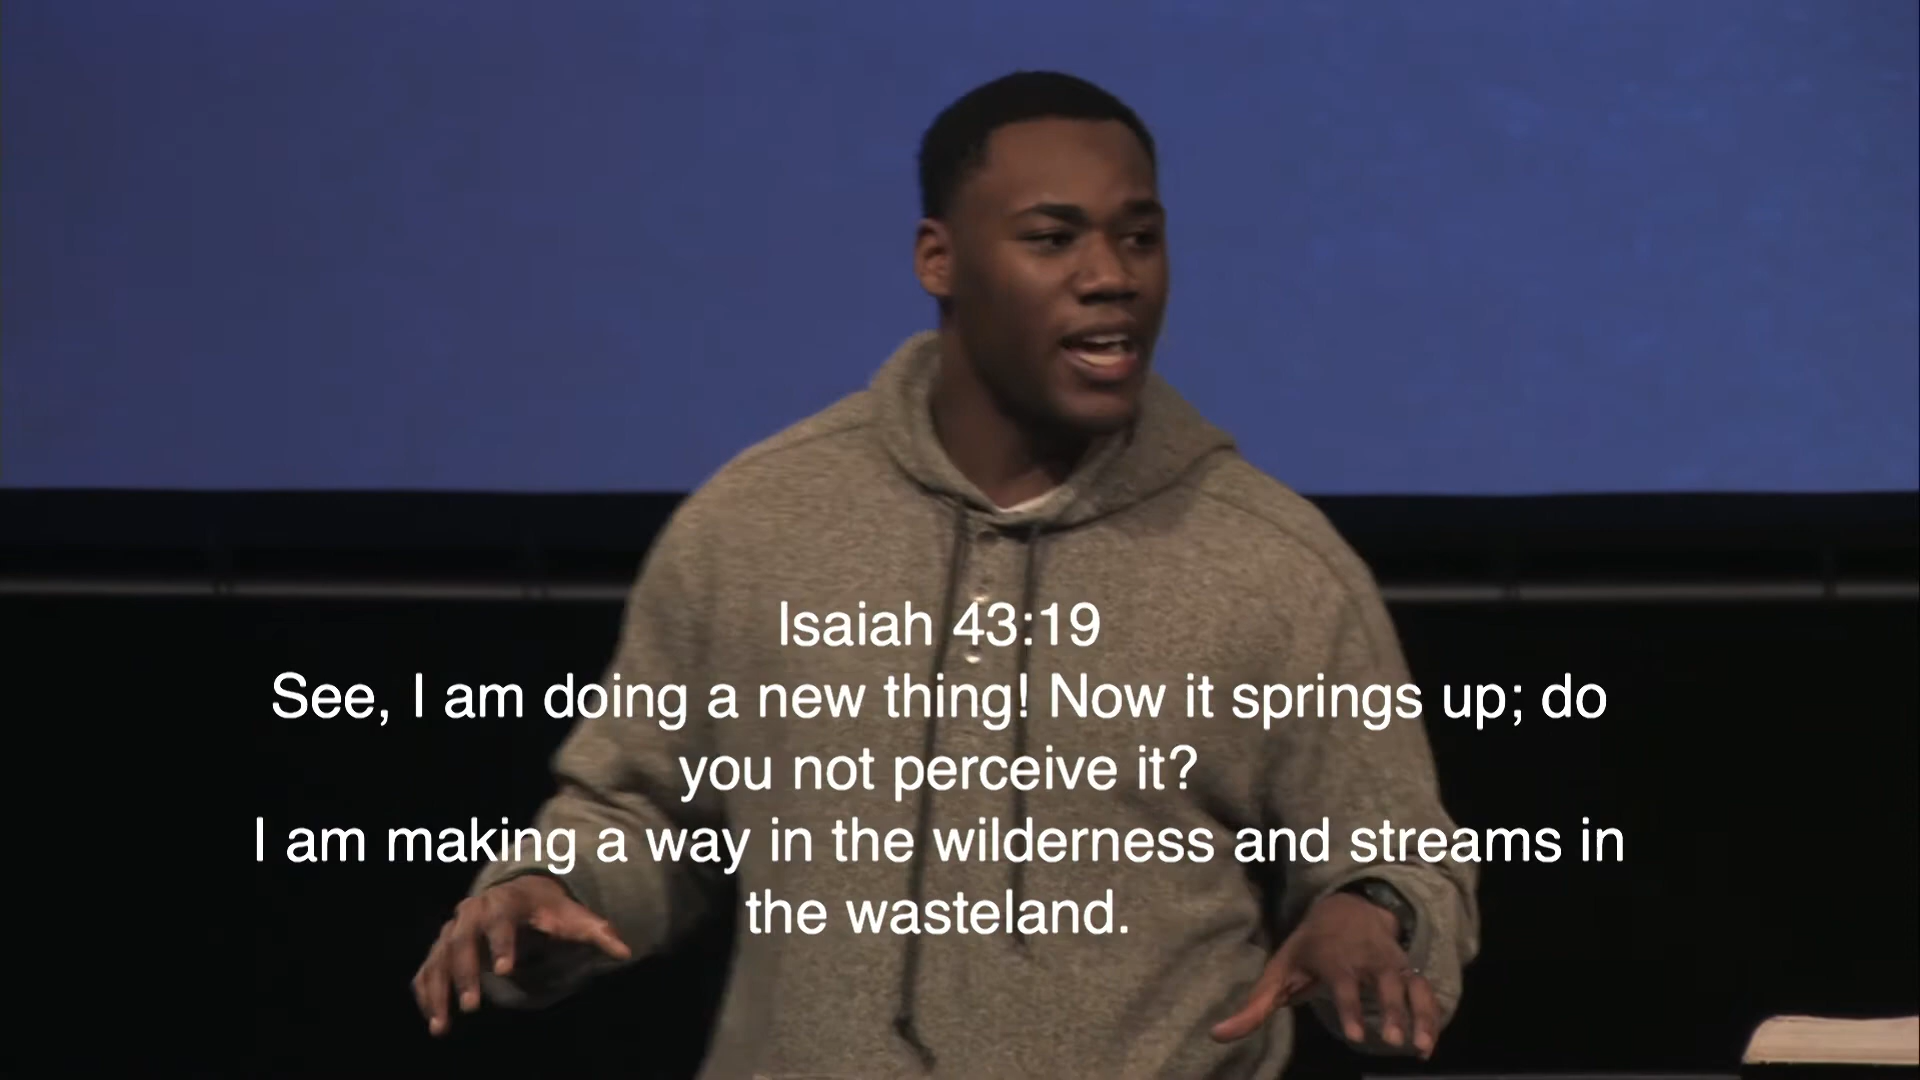 Isaiah 43:19
See, I am doing a new thing! Now it springs up; do
you not perceive it?
I am making a way in the wilderness and streams in
the wasteland.